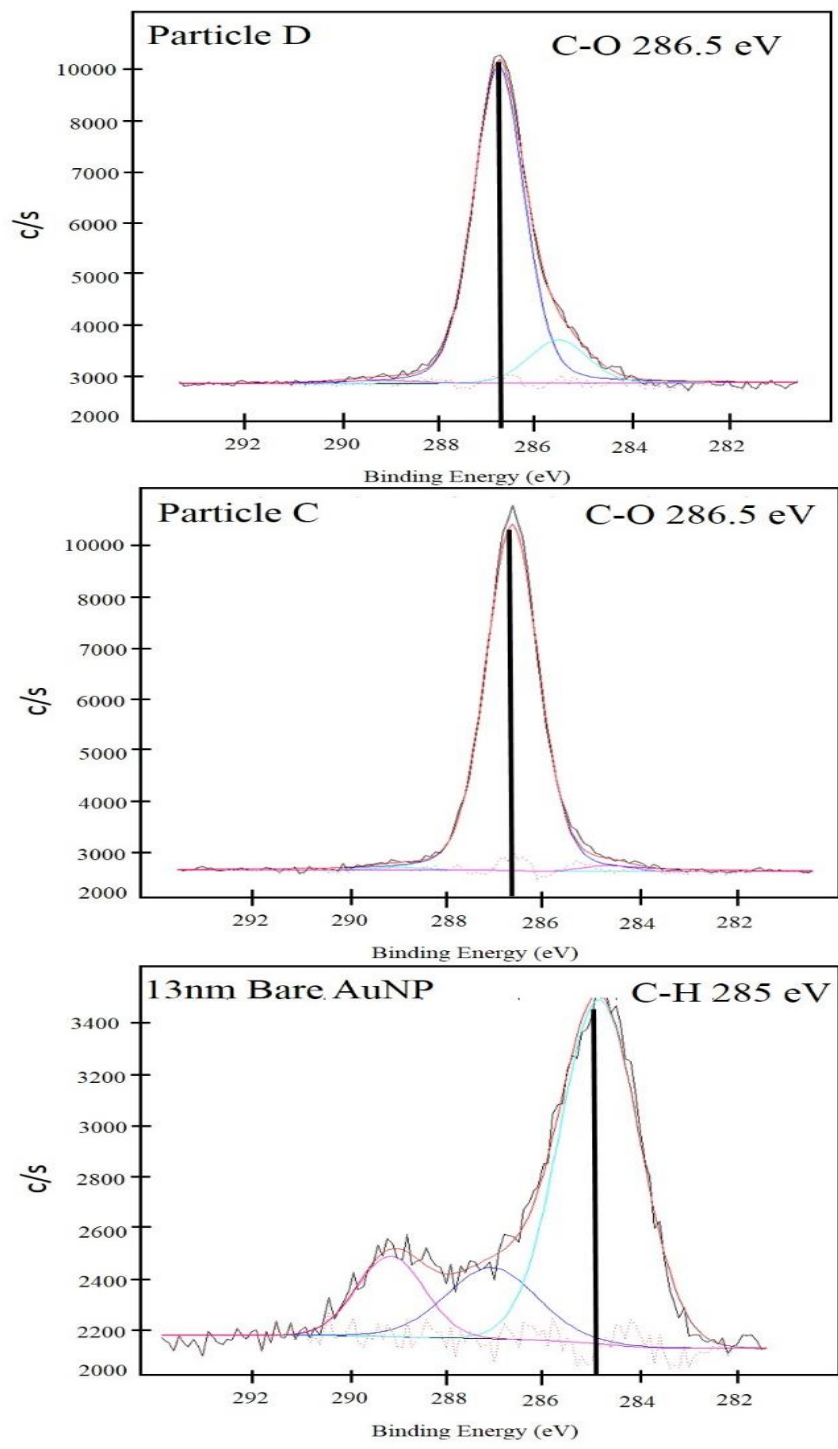 Particle D
C-O 286.5 eV
10000
8000
7000
6000
5000
4000
3000
2000
c/s
292 290 288 286 284 282
Binding Energy (eV)
Particle C
C-O 286.5 eV
10000
8000
7000
6000
5000
4000
3000
2000
c/s
292 290 288 286 284 282
Binding Energy (eV)
13nm Bare AuNP
C-H 285 eV
3400
3200
3000
2800
2600
2400
2200
2000
c/s
292 290 288 286 284 282
Binding Energy (eV)